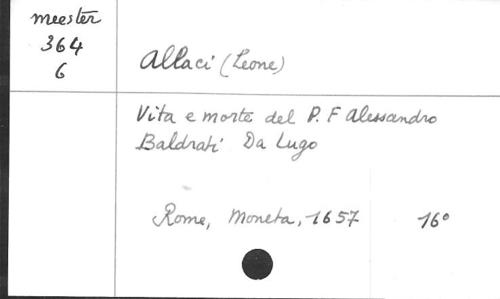 meester
364
6
Allaci (Leone)
Vita e morte del P. F Alessandro
Baldrati Da Lugo
Rome, Moneta, 1657 16°